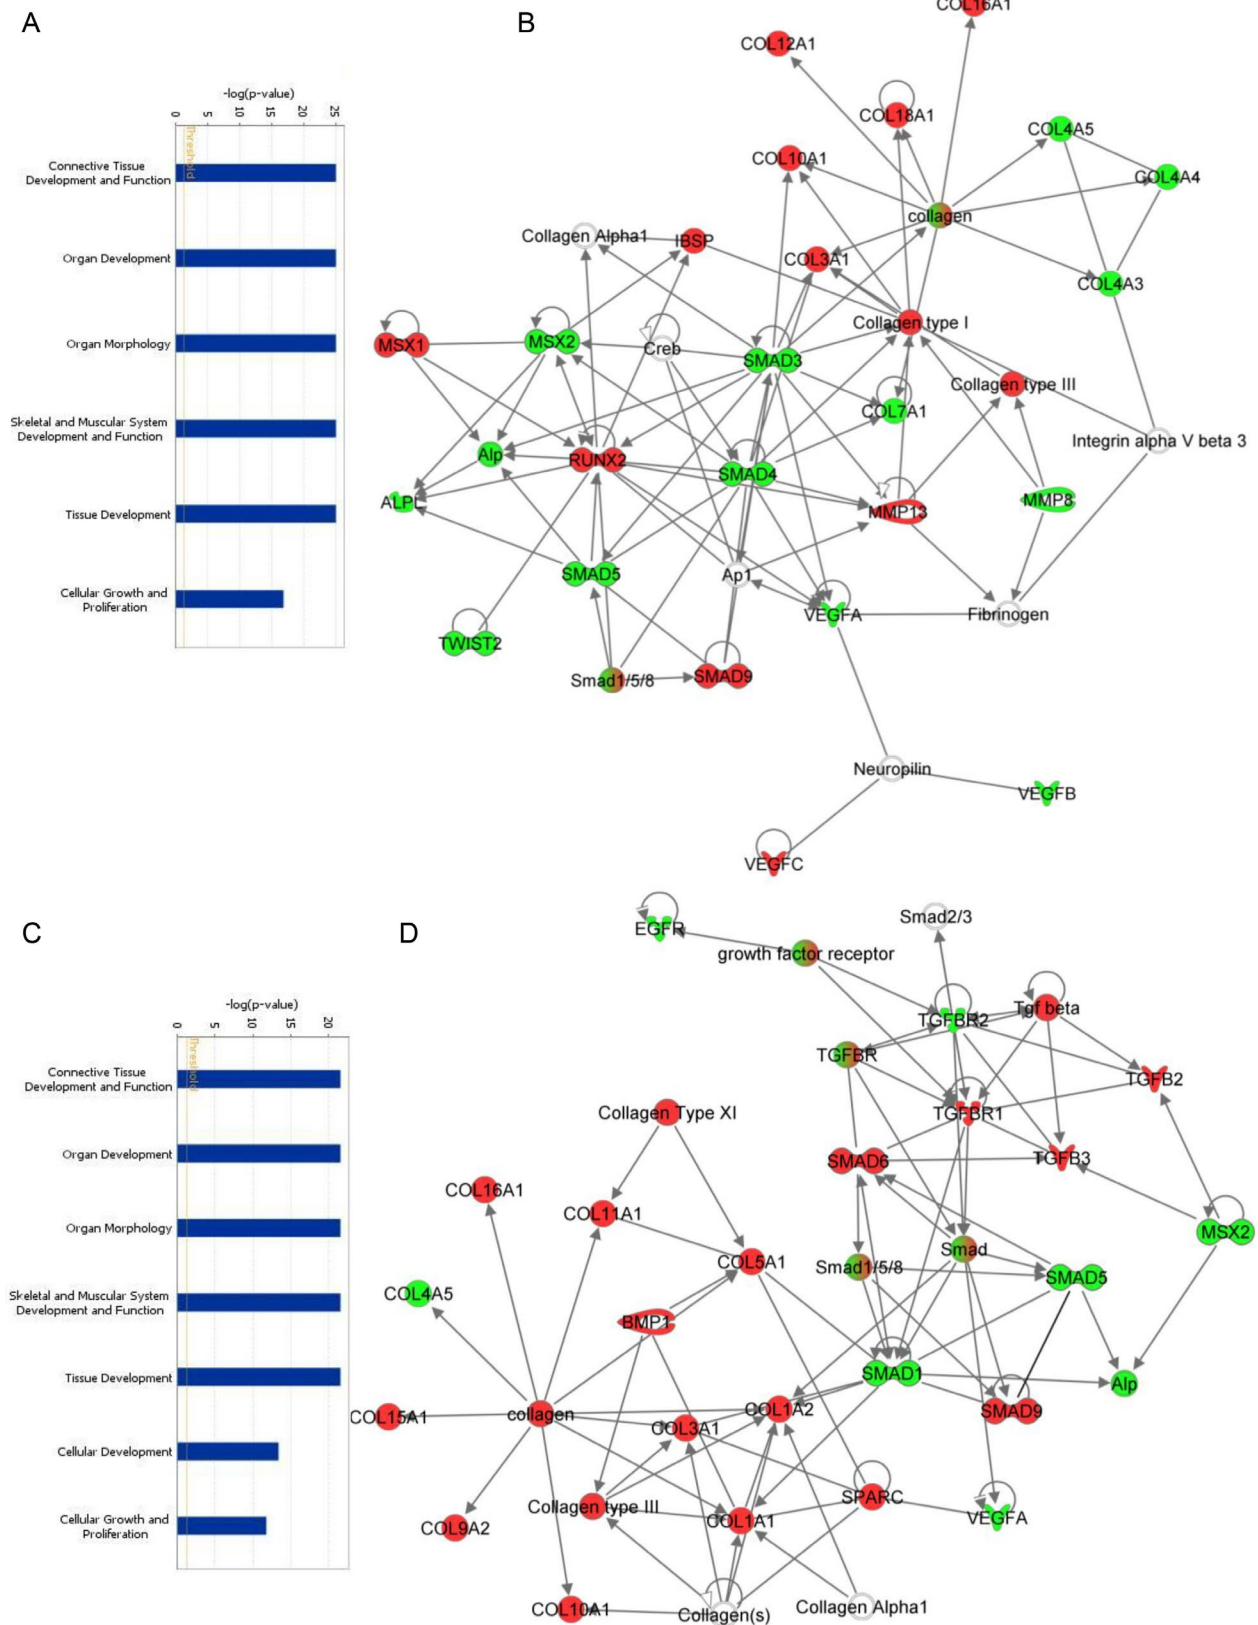 A
-log(p-value)
0 5 10 15 20 25
Threshold
Connective Tissue
Development and Function
Organ Development
Organ Morphology
Skeletal and Muscular System
Development and Function
Tissue Development
Cellular Growth and
Proliferation
B
COL16A1
COL12A1
COL18A1
COL4A5
COL10A1
COL4A4
collagen
Collagen Alpha1
IBSP
COL3A1
COL4A3
Collagen type I
MSX1
MSX2
Creb
SMAD3
Collagen type III
COL7A1
Integrin alpha V beta 3
Alp
RUNX2
SMAD4
ALPL
MMP13
MMP8
SMAD5
Ap1
VEGFA
Fibrinogen
TWIST2
Smad1/5/8
SMAD9
Neuropilin
VEGFB
VEGFC
C
-log(p-value)
0 5 10 15 20
Threshold
Connective Tissue
Development and Function
Organ Development
Organ Morphology
Skeletal and Muscular System
Development and Function
Tissue Development
Cellular Development
Cellular Growth and
Proliferation
D
EGFR
Smad2/3
growth factor receptor
Tgf beta
TGFBR2
TGFBR
TGFB2
Collagen Type XI
TGFBR1
SMAD6
TGFB3
COL16A1
COL11A1
MSX2
Smad
COL5A1
Smad1/5/8
SMAD5
COL4A5
BMP1
SMAD1
Alp
COL15A1
collagen
COL1A2
SMAD9
COL3A1
SPARC
Collagen type III
COL1A1
VEGFA
COL9A2
COL10A1
Collagen(s)
Collagen Alpha1